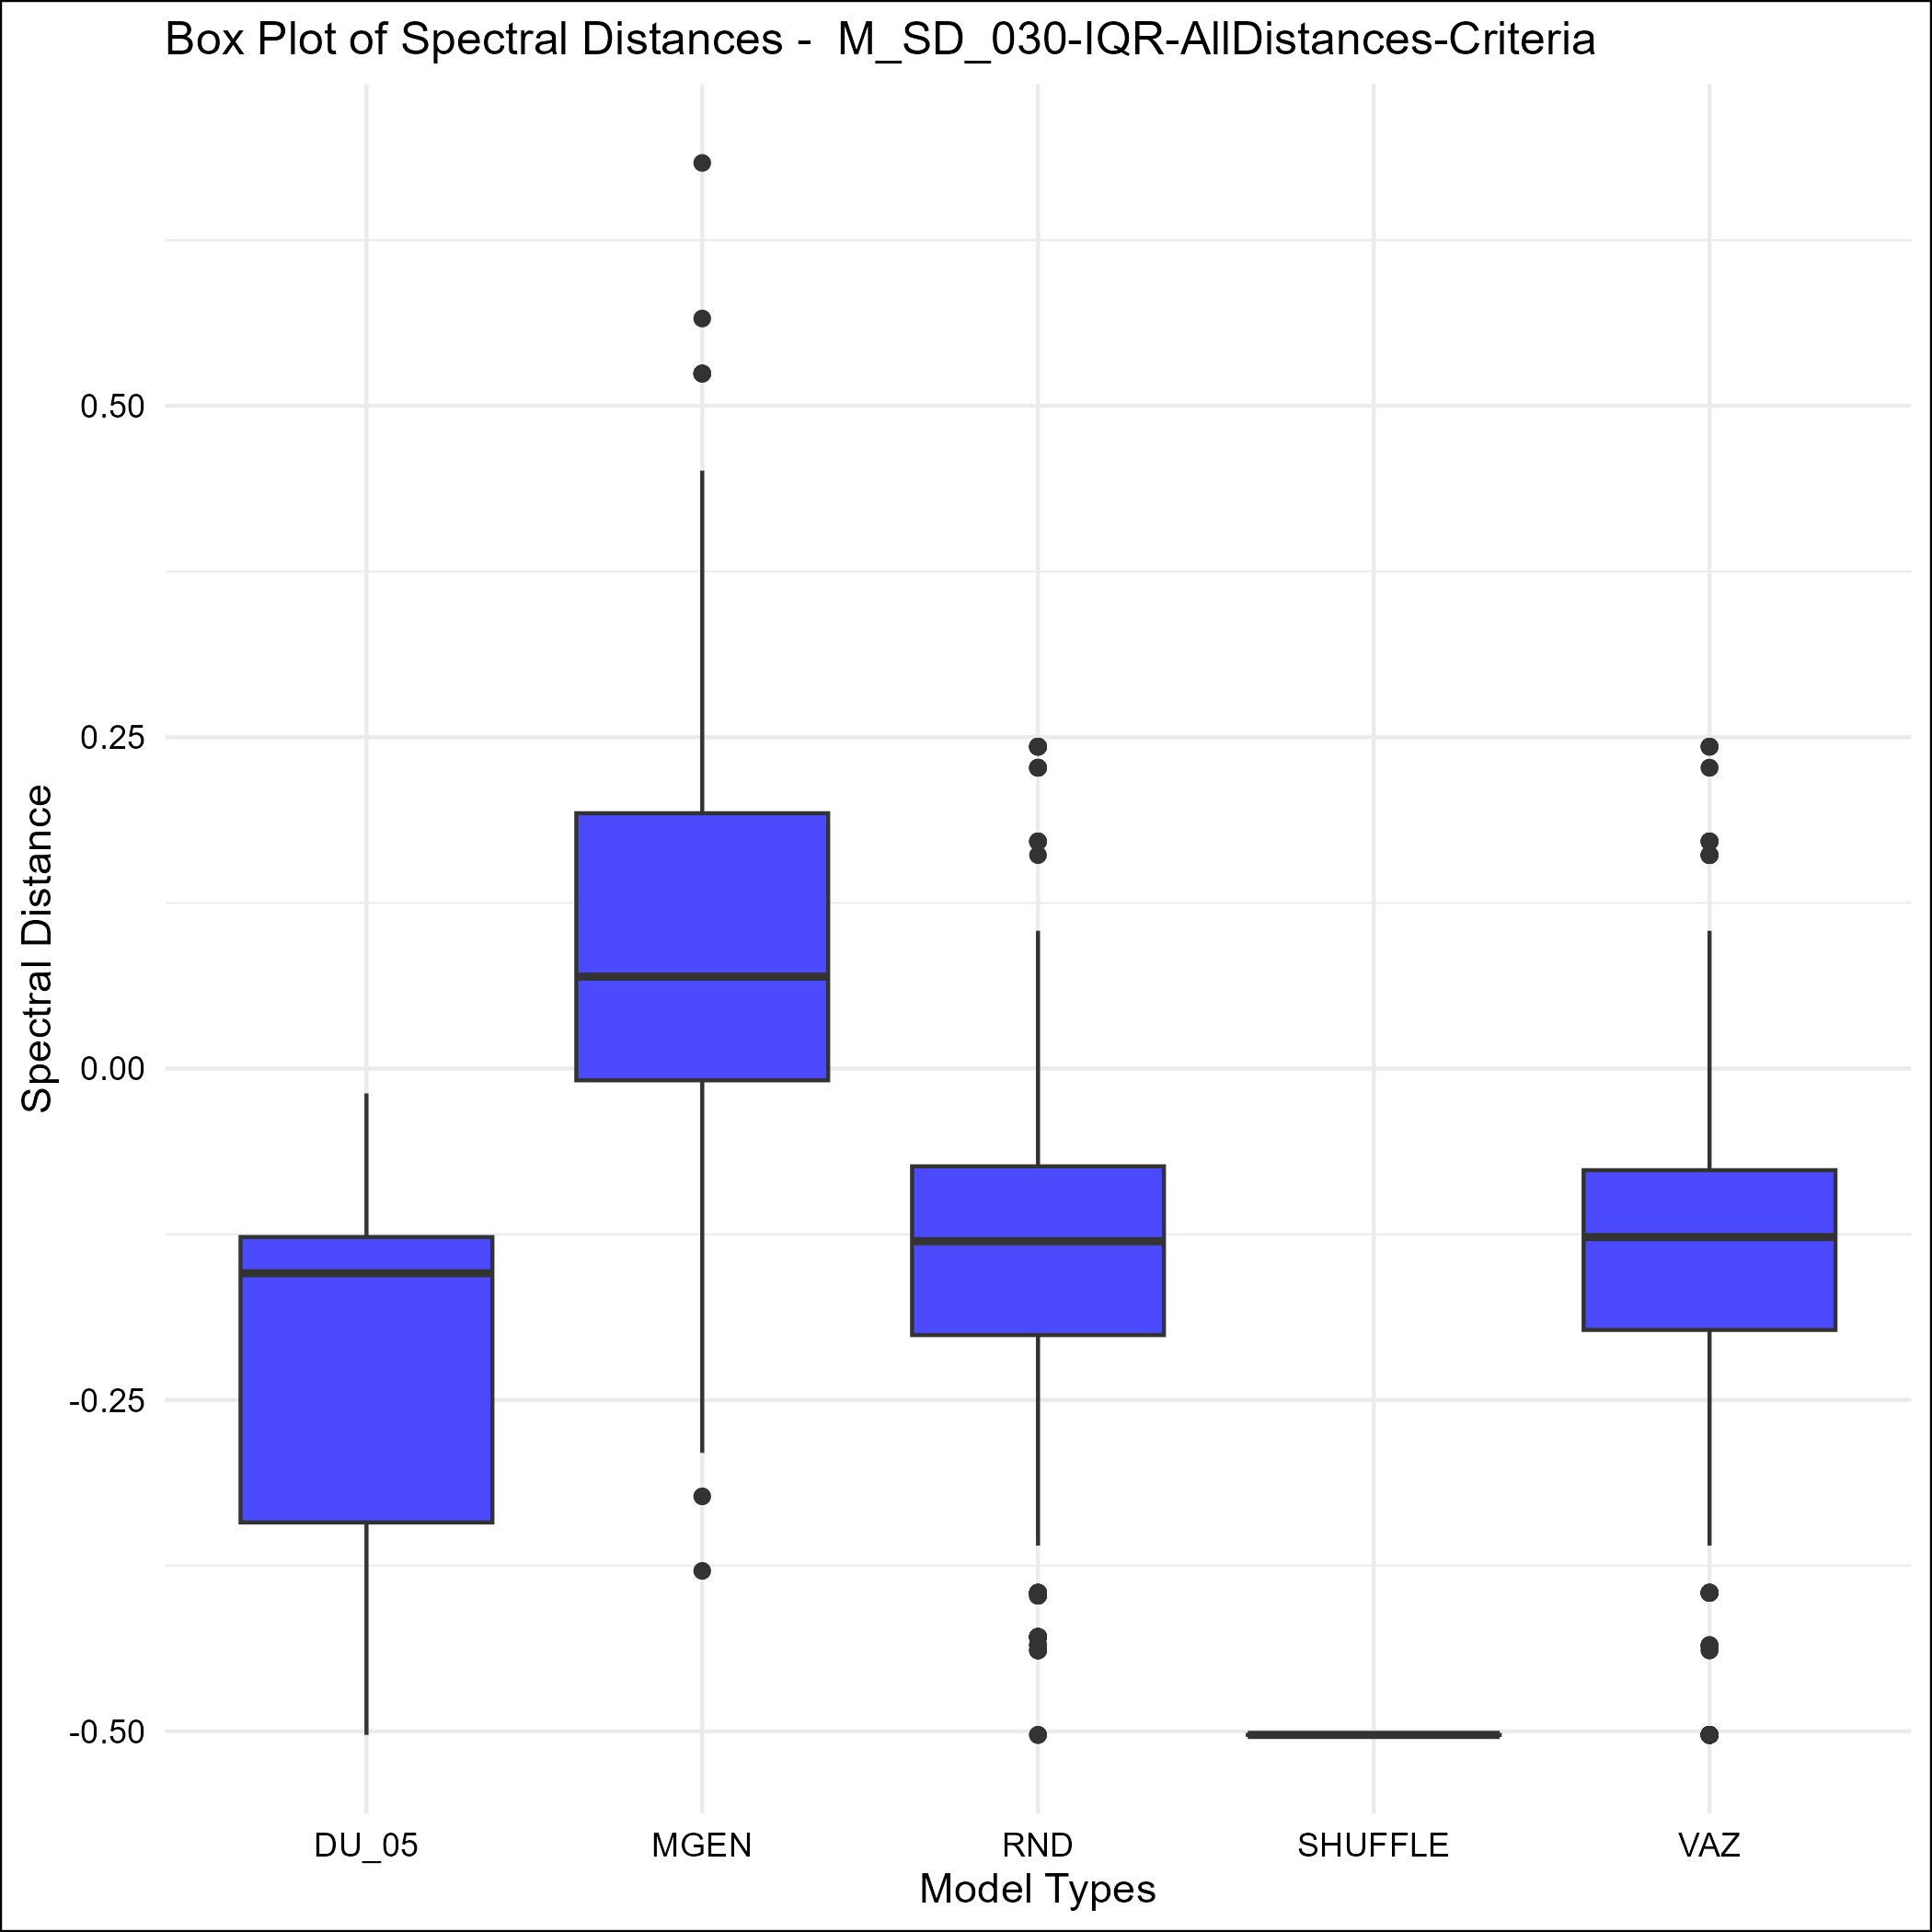 Box Plot of Spectral Distances -  M_SD_030-IQR-AllDistances-Criteria
Spectral Distance
0.50
0.25
0.00
-0.25
-0.50
DU_05 MGEN RND SHUFFLE VAZ
Model Types